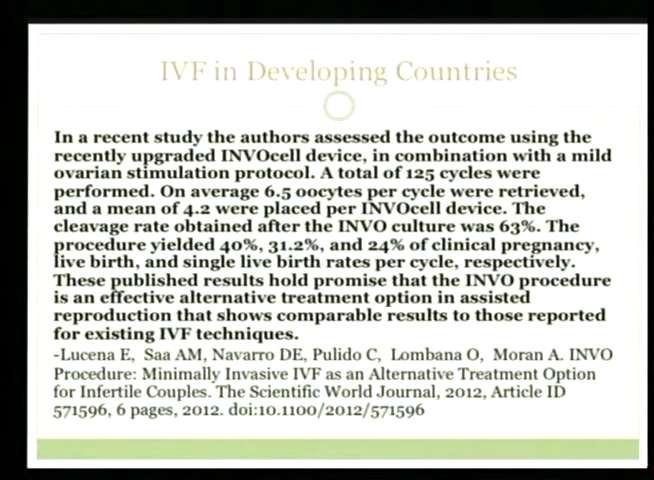 IVF in Developing Countries
In a recent study the authors assessed the outcome using the
recently upgraded INVOcell device, in combination with a mild
ovarian stimulation protocol. A total of 125 cycles were
performed. On average 6.5 oocytes per cycle were retrieved,
and a mean of 4.2 were placed per INVOcell device. The
cleavage rate obtained after the INVO culture was 63%. The
procedure yielded 40%, 31.2%, and 24% of clinical pregnancy,
live birth, and single live birth rates per cycle, respectively.
These published results hold promise that the INVO procedure
is an effective alternative treatment option in assisted
reproduction that shows comparable results to those reported
for existing IVF techniques.
-Lucena E, Saa AM, Navarro DE, Pulido C, Lombana O, Moran A. INVO
Procedure: Minimally Invasive IVF as an Alternative Treatment Option
for Infertile Couples. The Scientific World Journal, 2012, Article ID
571596, 6 pages, 2012. doi:10.1100/2012/571596